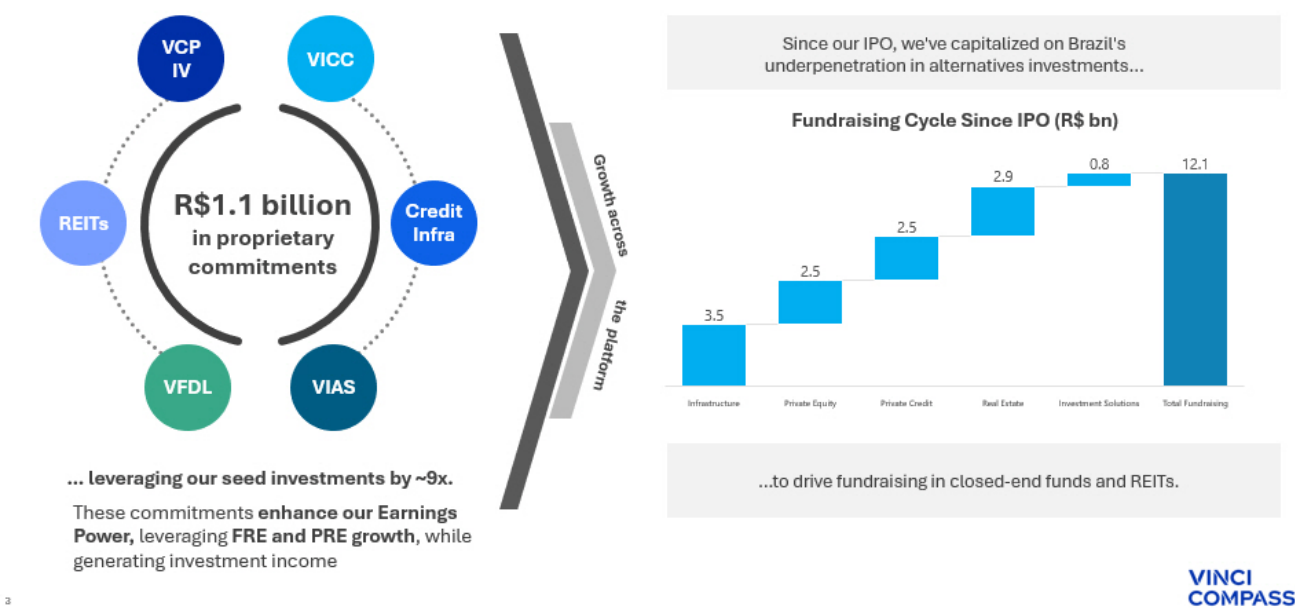 VCP
IV
VICC
REITs
R$1.1 billion
in proprietary
commitments
Credit
Infra
VFDL
VIAS
... leveraging our seed investments by ~9x.
These commitments enhance our Earnings
Power, leveraging FRE and PRE growth, while
generating investment income
Growth across
the platform
Since our IPO, we've capitalized on Brazil's
underpenetration in alternatives investments...
Fundraising Cycle Since IPO (R$ bn)
3.5
2.5
2.5
2.9
0.8
12.1
Infrastructure
Private Equity
Private Credit
Real Estate
Investment Solutions
Total Fundraising
...to drive fundraising in closed-end funds and REITs.
3
VINCI
COMPASS